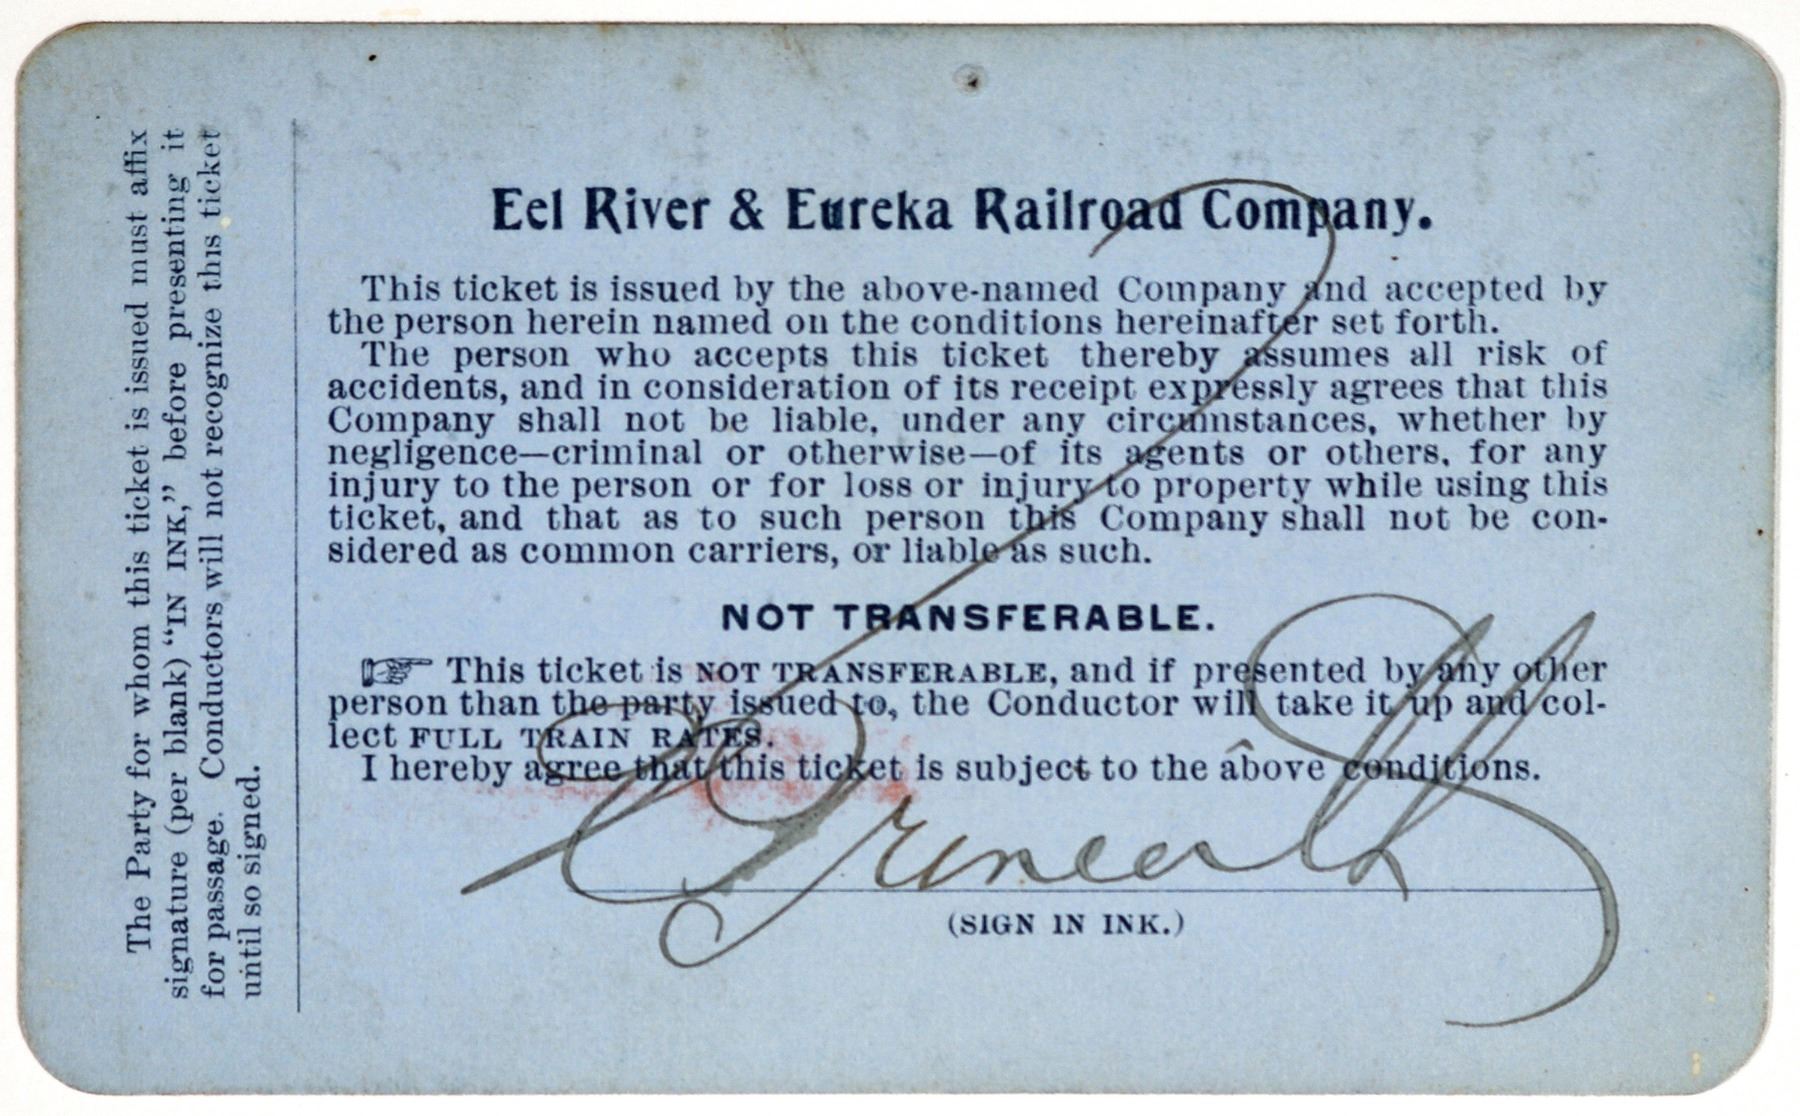 The Party for whom this ticket is issued must affix
signature (per blank) “IN INK,” before presenting it
for passage. Conductors will not recognize this ticket
until so signed.
Eel River & Eureka Railroad Company.
This ticket is issued by the above-named Company and accepted by
the person herein named on the conditions hereinafter set forth.
The person who accepts this ticket thereby assumes all risk of
accidents, and in consideration of its receipt expressly agrees that this
Company shall not be liable, under any circumstances, whether by
negligence—criminal or otherwise—of its agents or others, for any
injury to the person or for loss or injury to property while using this
ticket, and that as to such person this Company shall not be con-
sidered as common carriers, or liable as such.
NOT TRANSFERABLE.
☞ This ticket is NOT TRANSFERABLE, and if presented by any other
person than the party issued to, the Conductor will take it up and col-
lect FULL TRAIN RATES.
I hereby agree that this ticket is subject to the above conditions.
(SIGN IN INK.)